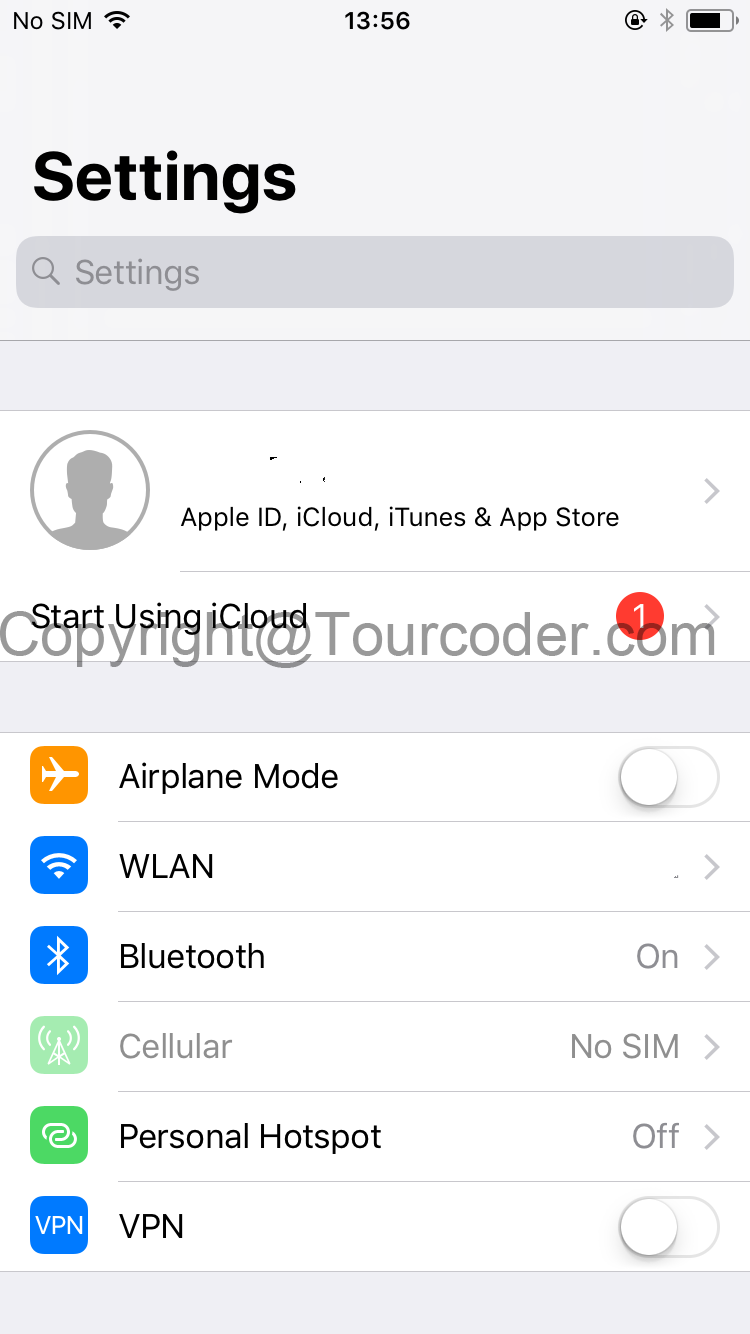 No SIM 13:56
Settings
Settings
Apple ID, iCloud, iTunes & App Store
Start Using iCloud 1
Copyright@Tourcoder.com
Airplane Mode
WLAN
Bluetooth On
Cellular No SIM
Personal Hotspot Off
VPN VPN